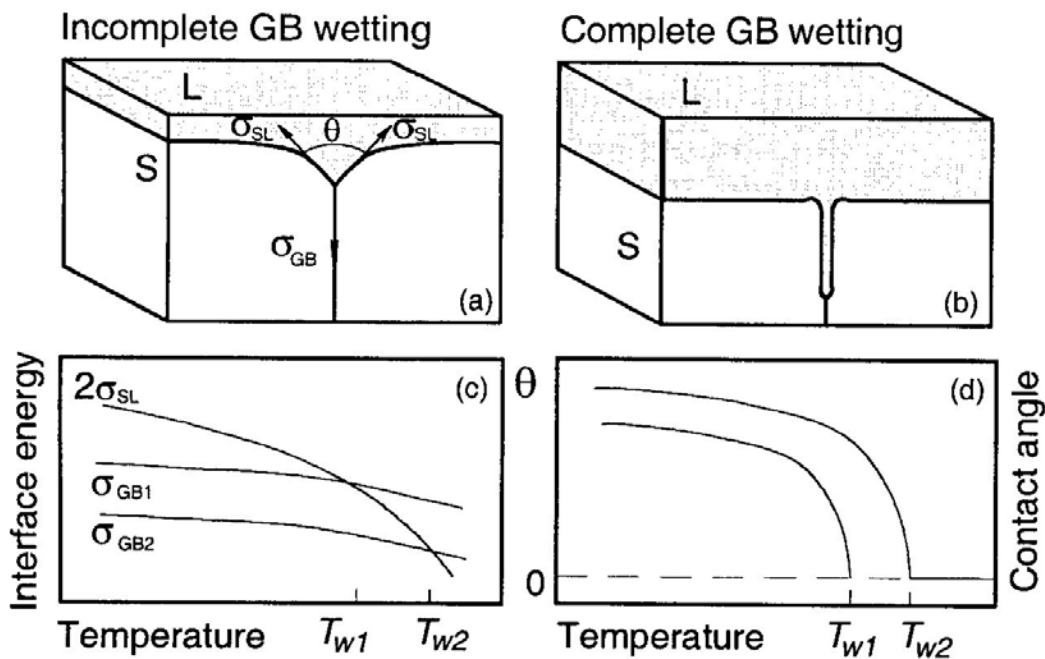 Incomplete GB wetting
Complete GB wetting
L
σSL θ σSL
S
σGB
(a)
L
S
(b)
Interface energy
2σSL
(c)
σGB1
σGB2
Temperature Tw1 Tw2
θ
(d)
0
Contact angle
Temperature Tw1 Tw2